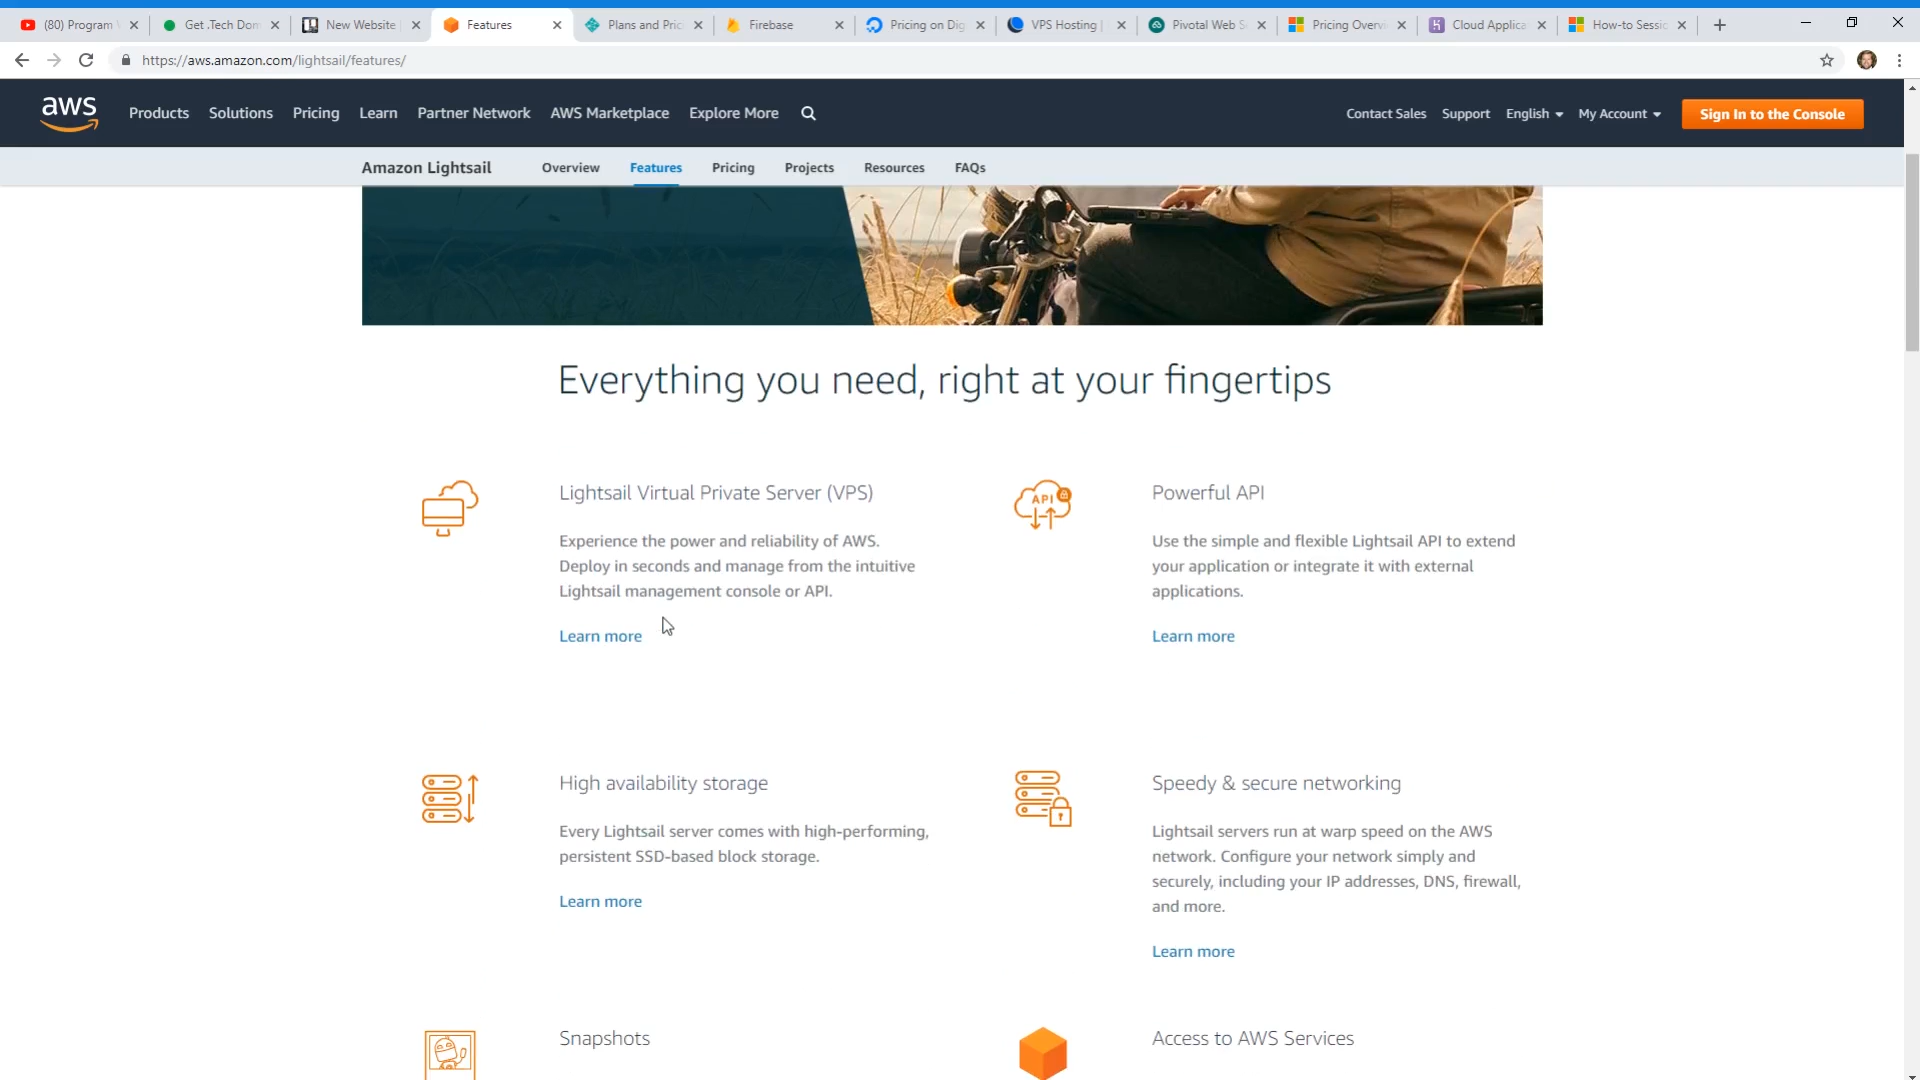 (80) Program
Get .Tech Dom
New Website
Features
Plans and Pric
Firebase
Pricing on Dig
VPS Hosting |
Pivotal Web S
Pricing Overvi
Cloud Applica
How-to Sessio
https://aws.amazon.com/lightsail/features/
aws
Products
Solutions
Pricing
Learn
Partner Network
AWS Marketplace
Explore More
Contact Sales
Support
English
My Account
Sign In to the Console
Amazon Lightsail
Overview
Features
Pricing
Projects
Resources
FAQs
Everything you need, right at your fingertips
Lightsail Virtual Private Server (VPS)
Experience the power and reliability of AWS.
Deploy in seconds and manage from the intuitive
Lightsail management console or API.
Learn more
API
Powerful API
Use the simple and flexible Lightsail API to extend
your application or integrate it with external
applications.
Learn more
High availability storage
Every Lightsail server comes with high-performing,
persistent SSD-based block storage.
Learn more
Speedy & secure networking
Lightsail servers run at warp speed on the AWS
network. Configure your network simply and
securely, including your IP addresses, DNS, firewall,
and more.
Learn more
Snapshots
Access to AWS Services